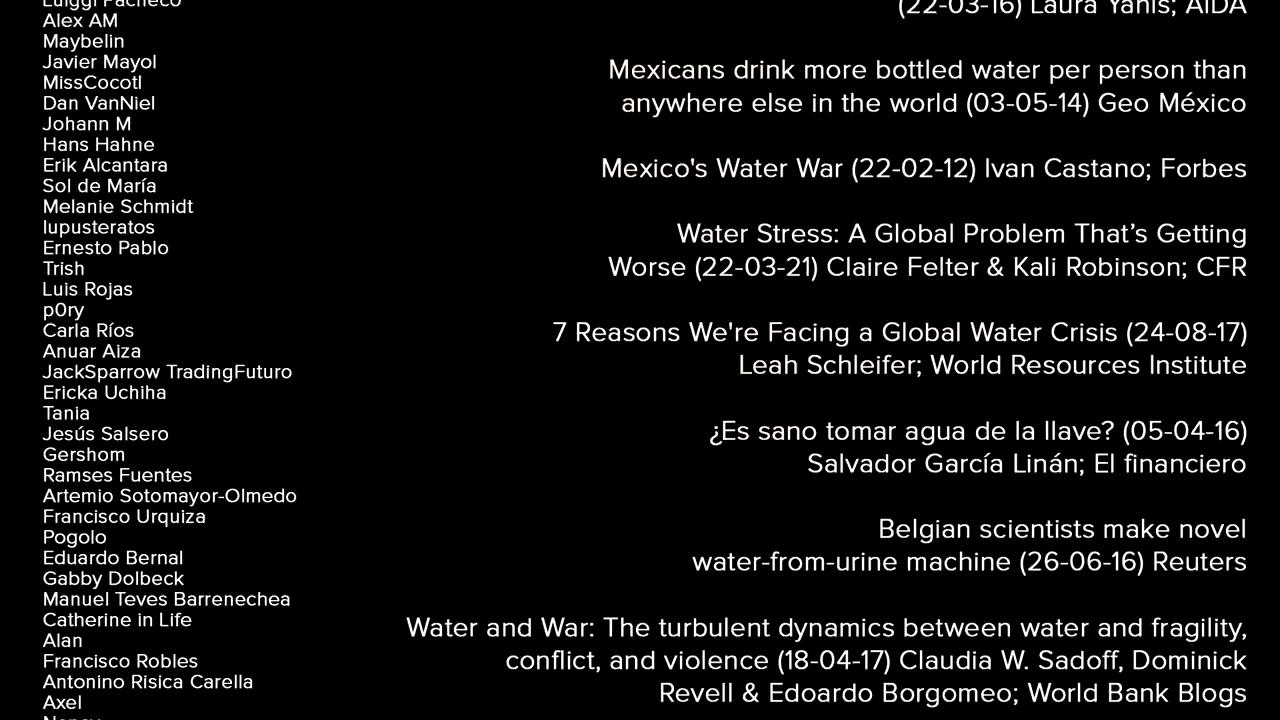 Luiggi Pacheco
Alex AM
Maybelin
Javier Mayol
MissCocotl
Dan VanNiel
Johann M
Hans Hahne
Erik Alcantara
Sol de María
Melanie Schmidt
lupusteratos
Ernesto Pablo
Trish
Luis Rojas
p0ry
Carla Ríos
Anuar Aiza
JackSparrow TradingFuturo
Ericka Uchiha
Tania
Jesús Salsero
Gershom
Ramses Fuentes
Artemio Sotomayor-Olmedo
Francisco Urquiza
Pogolo
Eduardo Bernal
Gabby Dolbeck
Manuel Teves Barrenechea
Catherine in Life
Alan
Francisco Robles
Antonino Risica Carella
Axel
(22-03-16) Laura Yanis; AIDA
Mexicans drink more bottled water per person than
anywhere else in the world (03-05-14) Geo México
Mexico's Water War (22-02-12) Ivan Castano; Forbes
Water Stress: A Global Problem That’s Getting
Worse (22-03-21) Claire Felter & Kali Robinson; CFR
7 Reasons We're Facing a Global Water Crisis (24-08-17)
Leah Schleifer; World Resources Institute
¿Es sano tomar agua de la llave? (05-04-16)
Salvador García Linán; El financiero
Belgian scientists make novel
water-from-urine machine (26-06-16) Reuters
Water and War: The turbulent dynamics between water and fragility,
conflict, and violence (18-04-17) Claudia W. Sadoff, Dominick
Revell & Edoardo Borgomeo; World Bank Blogs